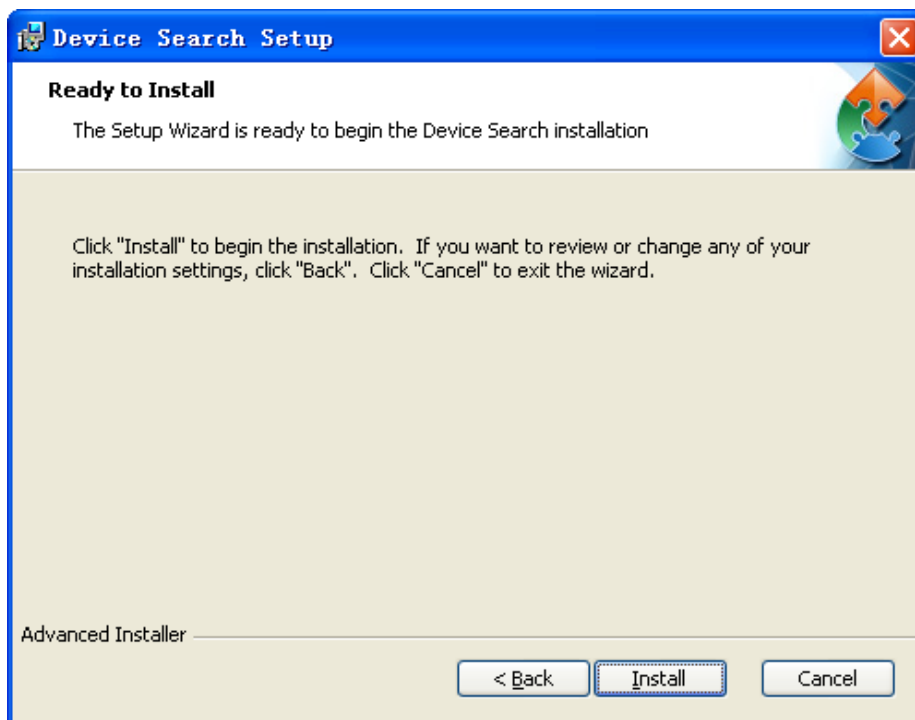 Device Search Setup
Ready to Install
The Setup Wizard is ready to begin the Device Search installation
Click "Install" to begin the installation.  If you want to review or change any of your
installation settings, click "Back".  Click "Cancel" to exit the wizard.
Advanced Installer
< Back
Install
Cancel